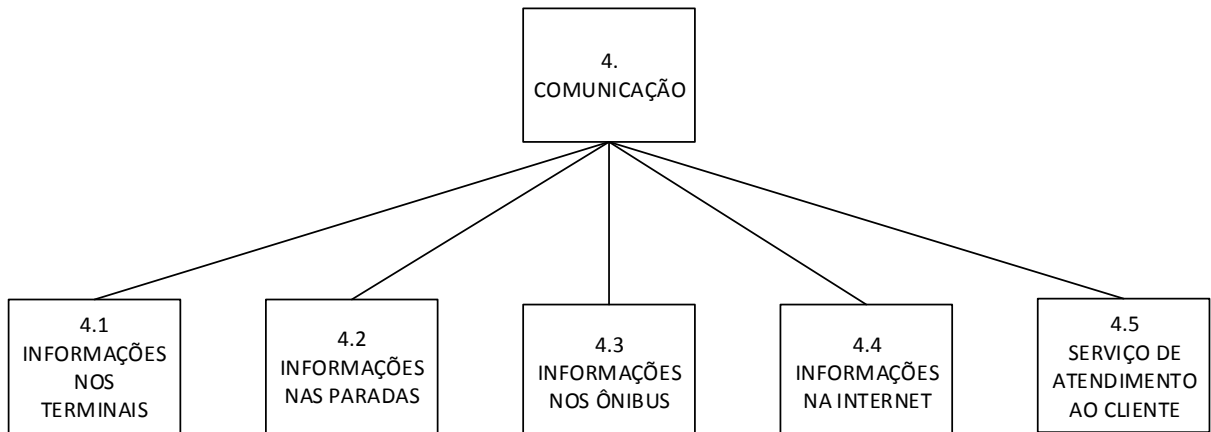 4.
COMUNICAÇÃO
4.1
INFORMAÇÕES
NOS
TERMINAIS
4.2
INFORMAÇÕES
NAS PARADAS
4.3
INFORMAÇÕES
NOS ÔNIBUS
4.4
INFORMAÇÕES
NA INTERNET
4.5
SERVIÇO DE
ATENDIMENTO
AO CLIENTE